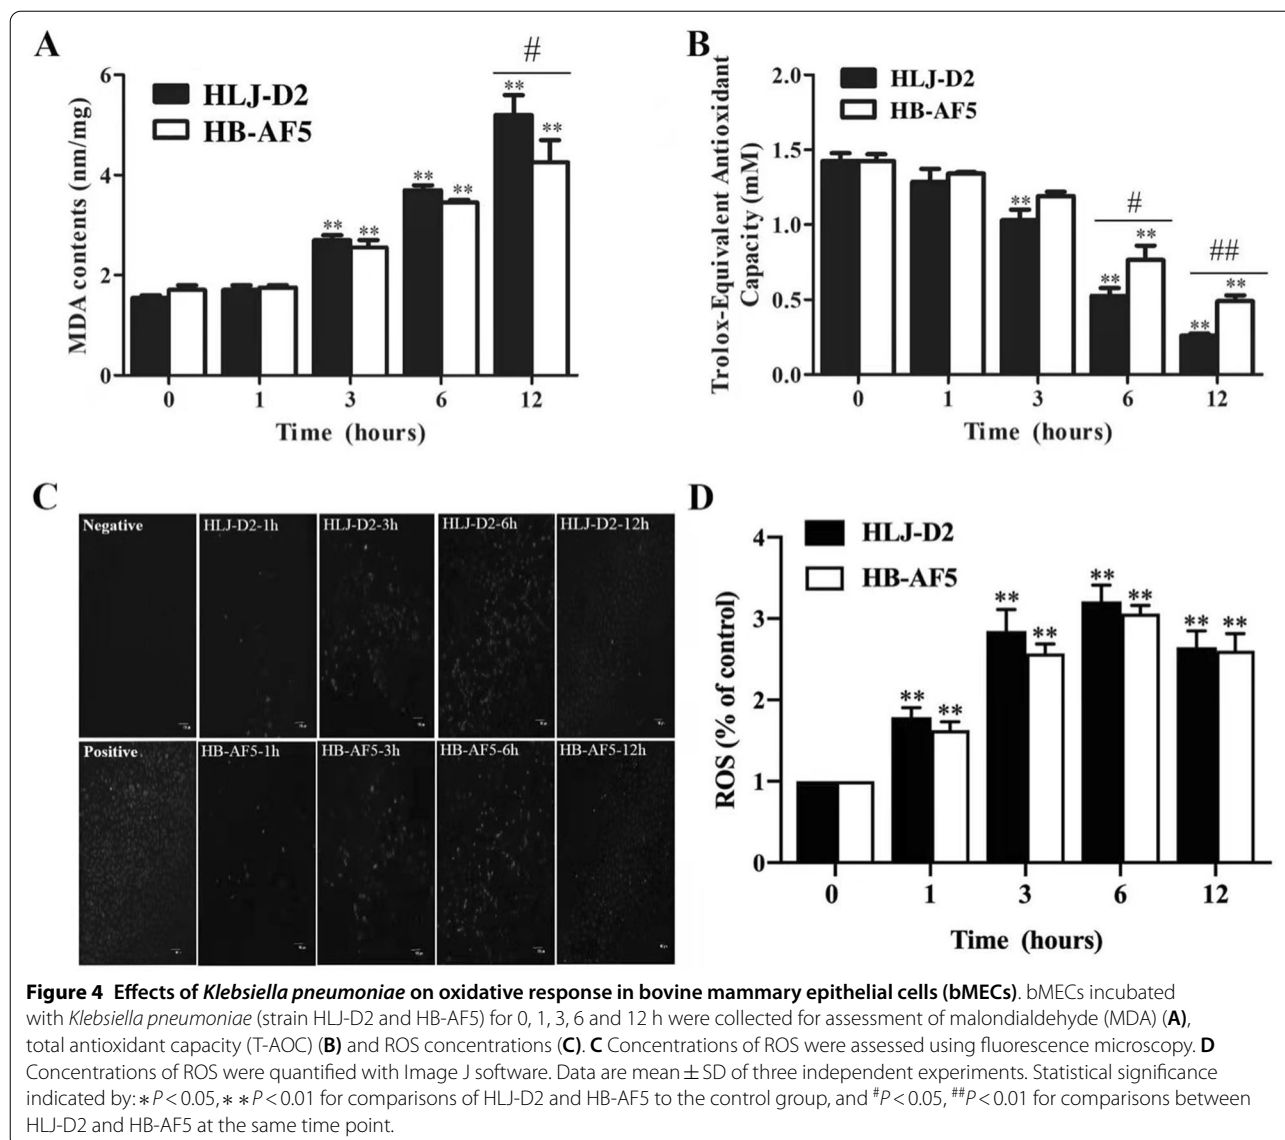 A
MDA contents (nm/mg)
6
4
2
0
HLJ-D2
HB-AF5
** ** ** ** ** **
#
0 1 3 6 12
Time (hours)
B
Trolox-Equivalent Antioxidant
Capacity (mM)
2.0
1.5
1.0
0.5
0.0
HLJ-D2
HB-AF5
** ** ** ** **
# ##
0 1 3 6 12
Time (hours)
C
Negative HLJ-D2-1h HLJ-D2-3h HLJ-D2-6h HLJ-D2-12h
Positive HB-AF5-1h HB-AF5-3h HB-AF5-6h HB-AF5-12h
D
ROS (% of control)
4
3
2
1
0
HLJ-D2
HB-AF5
** ** ** ** ** ** ** **
0 1 3 6 12
Time (hours)
Figure 4 Effects of Klebsiella pneumoniae on oxidative response in bovine mammary epithelial cells (bMECs). bMECs incubated
with Klebsiella pneumoniae (strain HLJ-D2 and HB-AF5) for 0, 1, 3, 6 and 12 h were collected for assessment of malondialdehyde (MDA) (A),
total antioxidant capacity (T-AOC) (B) and ROS concentrations (C). C Concentrations of ROS were assessed using fluorescence microscopy. D
Concentrations of ROS were quantified with Image J software. Data are mean ± SD of three independent experiments. Statistical significance
indicated by: ∗P < 0.05, ∗ ∗P < 0.01 for comparisons of HLJ-D2 and HB-AF5 to the control group, and #P < 0.05, ##P < 0.01 for comparisons between
HLJ-D2 and HB-AF5 at the same time point.